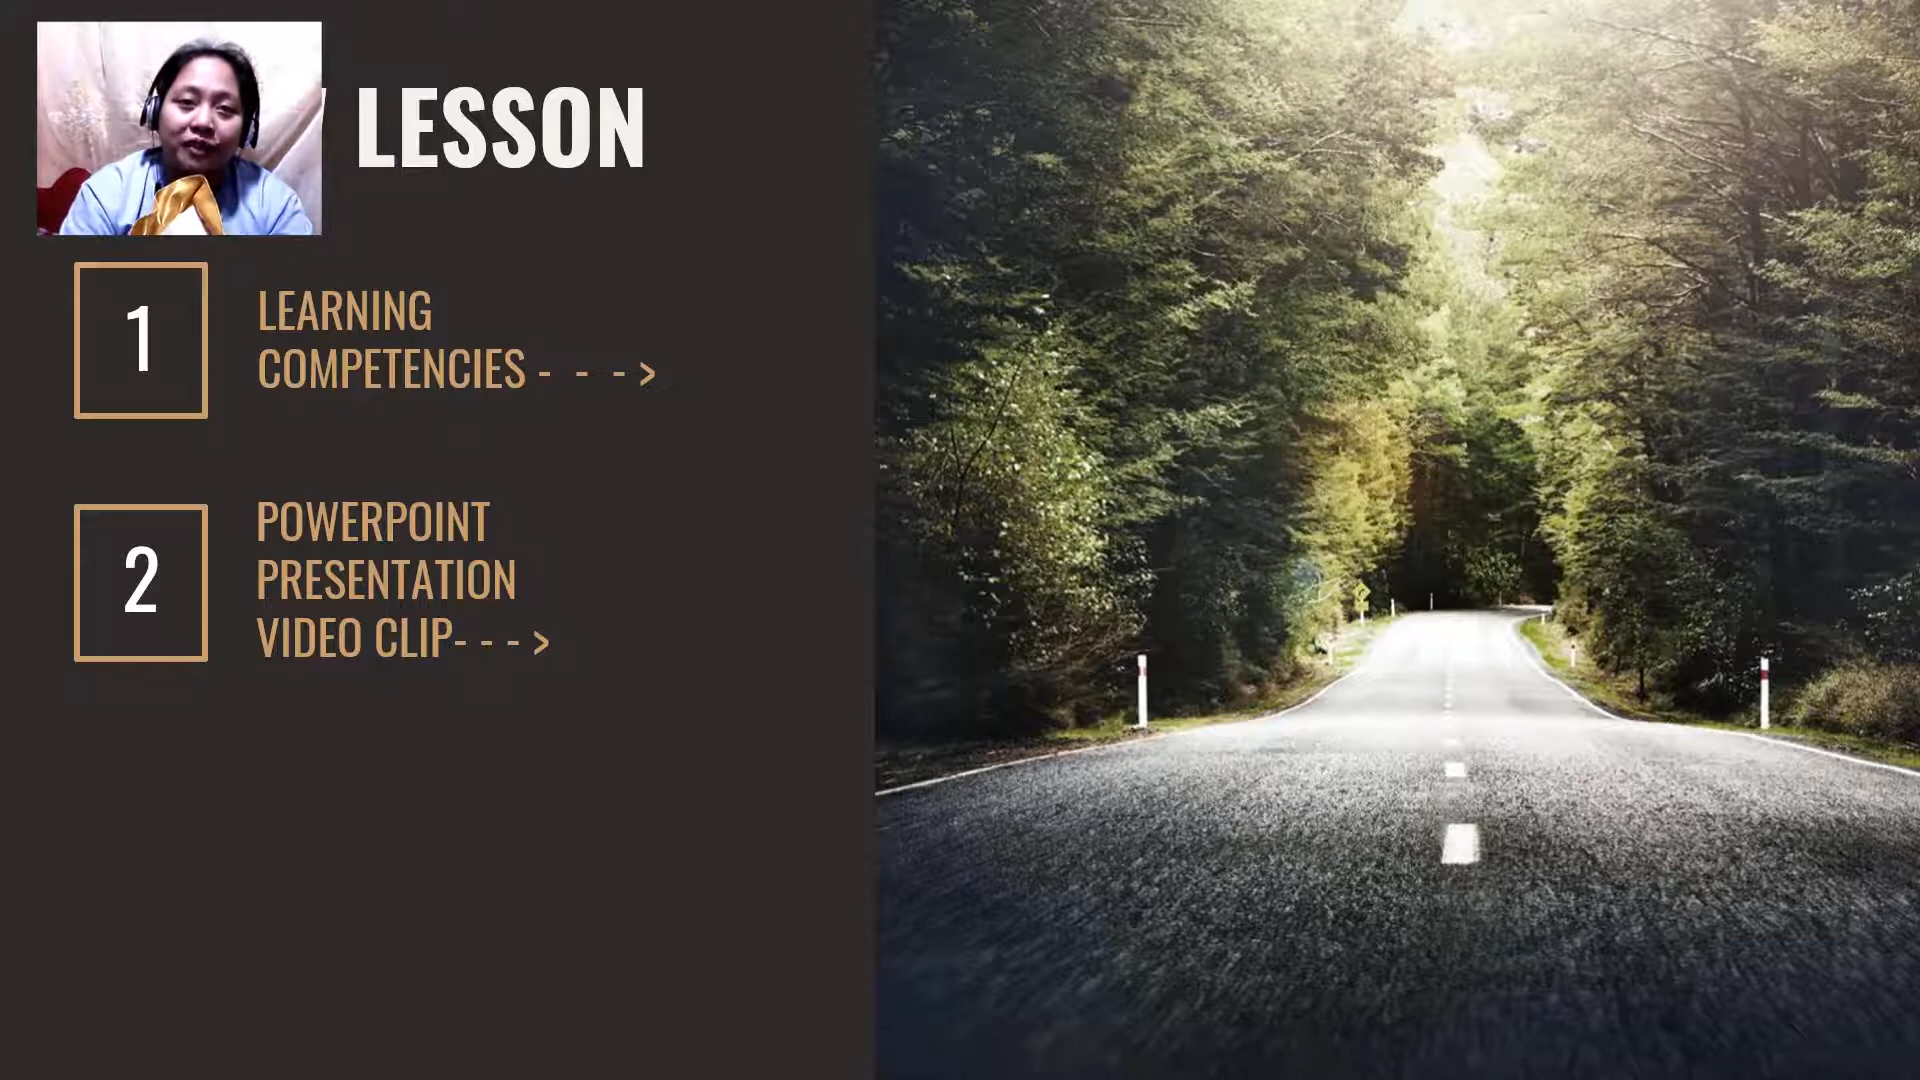 LESSON
1
LEARNING
COMPETENCIES - - - >
2
POWERPOINT
PRESENTATION
VIDEO CLIP- - - >